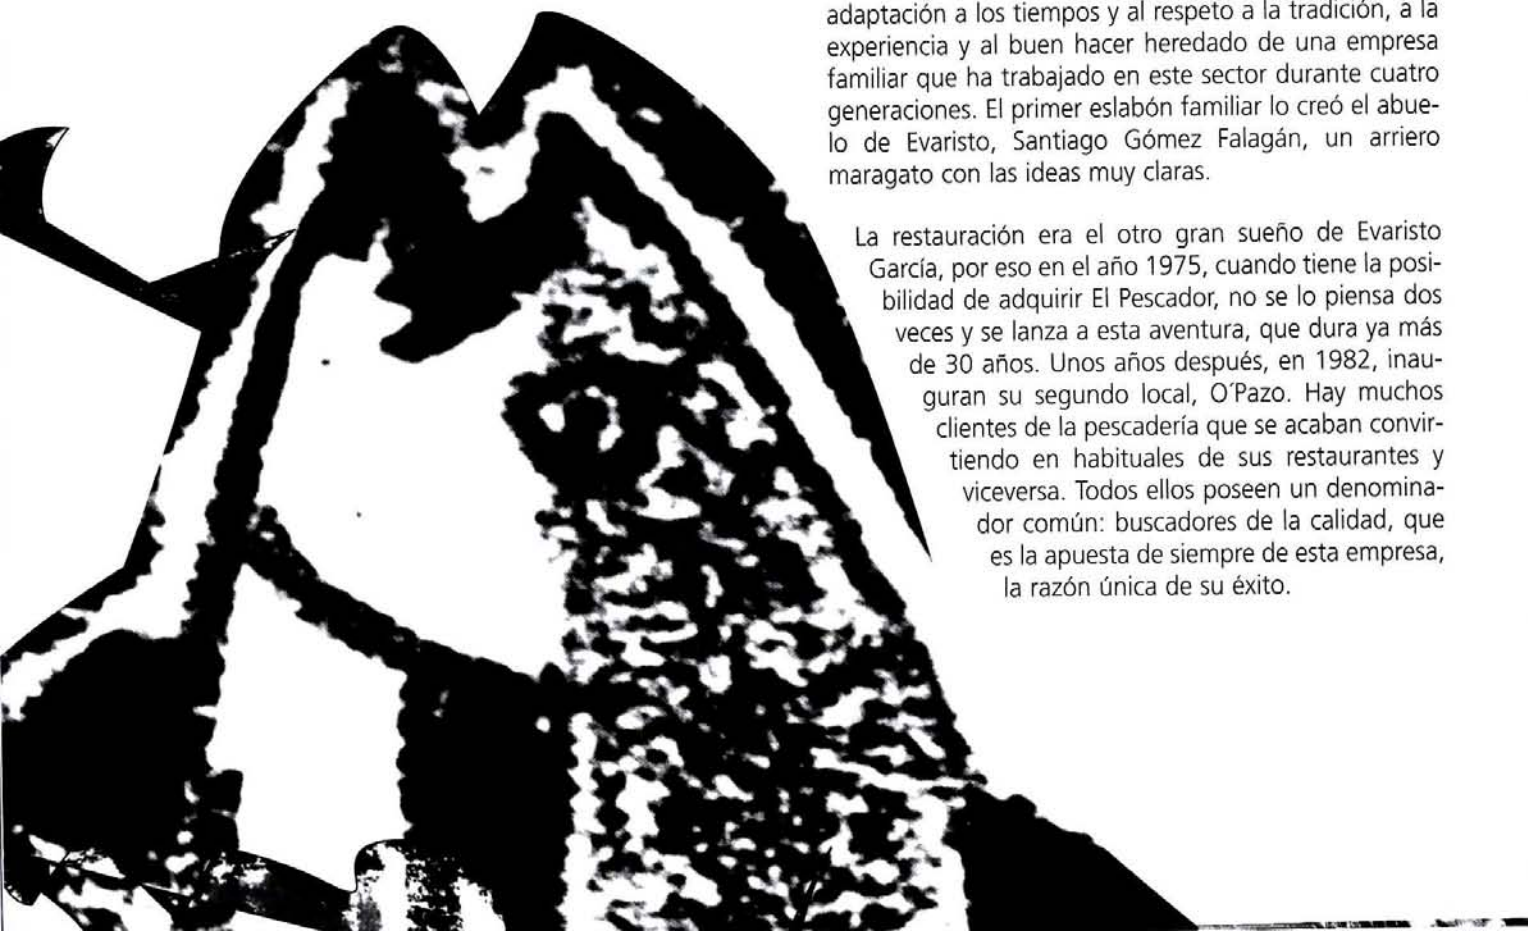 adaptación a los tiempos y al respeto a la tradición, a la
experiencia y al buen hacer heredado de una empresa
familiar que ha trabajado en este sector durante cuatro
generaciones. El primer eslabón familiar lo creó el abue-
lo de Evaristo, Santiago Gómez Falagán, un arriero
maragato con las ideas muy claras.
La restauración era el otro gran sueño de Evaristo
García, por eso en el año 1975, cuando tiene la posi-
bilidad de adquirir El Pescador, no se lo piensa dos
veces y se lanza a esta aventura, que dura ya más
de 30 años. Unos años después, en 1982, inau-
guran su segundo local, O´Pazo. Hay muchos
clientes de la pescadería que se acaban convir-
tiendo en habituales de sus restaurantes y
viceversa. Todos ellos poseen un denomina-
dor común: buscadores de la calidad, que
es la apuesta de siempre de esta empresa,
la razón única de su éxito.